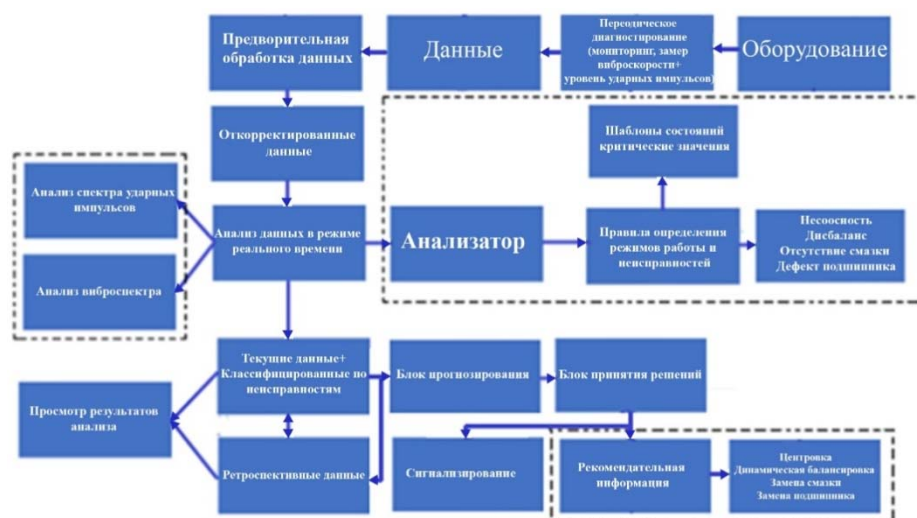 Предворительная
обработка данных
Данные
Периодическое
диагностирование
(мониторинг, замер
виброскорости+
уровень ударных импульсов)
Оборудование
Откорректированные
данные
Шаблоны состояний
критические значения
Анализ спектра ударных
импульсов
Анализ данных в режиме
реального времени
Анализатор
Правила определения
режимов работы и
неисправностей
Несоосность
Дисбаланс
Отсутствие смазки
Дефект подшипника
Анализ виброспектра
Текущие данные+
Классифицированные по
неисправностям
Блок прогнозирования
Блок принятия решений
Просмотр результатов
анализа
Ретроспективные данные
Сигнализирование
Рекомендательная
информация
Центровка
Динамическая балансировка
Замена смазки
Замена подшипника